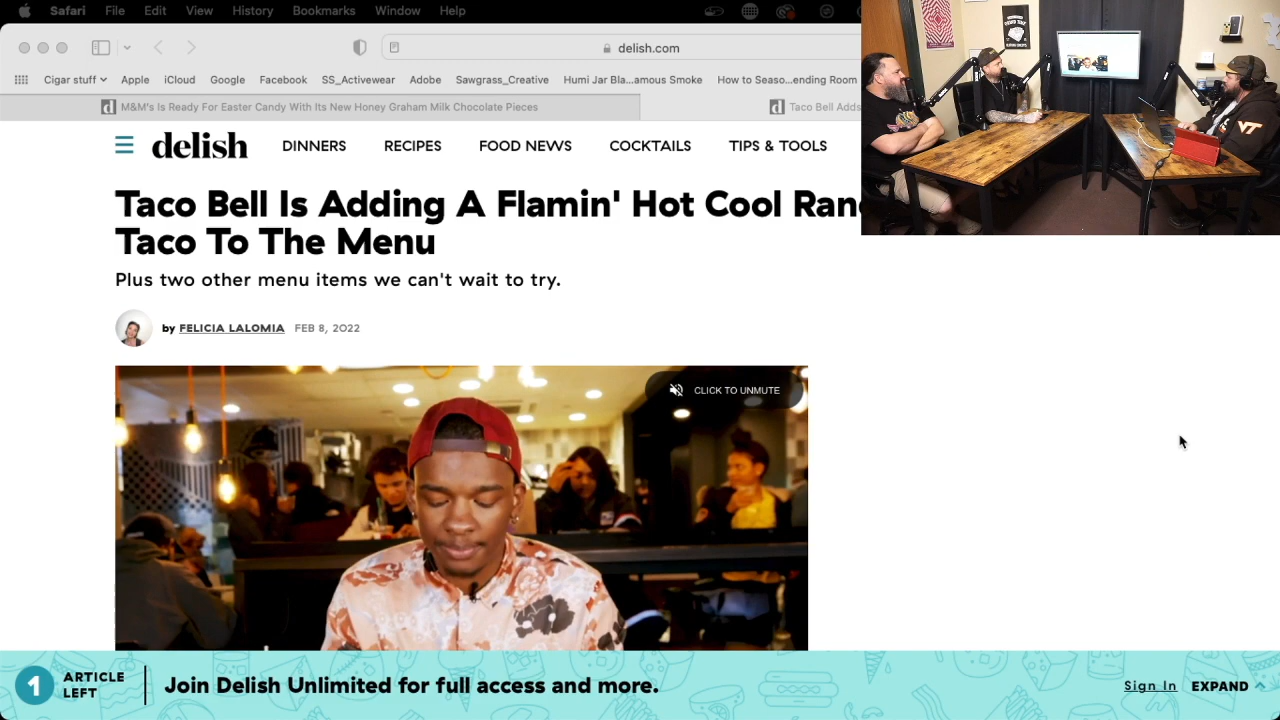 Safari File Edit View History Bookmarks Window Help
delish.com
Cigar stuff Apple iCloud Google Facebook SS_Activewear Adobe Sawgrass_Creative Humi Jar Bla...amous Smoke How to Seaso...ending Room
d M&M's Is Ready For Easter Candy With Its New Honey Graham Milk Chocolate Pieces
d Taco Bell Adds
delish DINNERS RECIPES FOOD NEWS COCKTAILS TIPS & TOOLS
Taco Bell Is Adding A Flamin' Hot Cool
Taco To The Menu
Plus two other menu items we can't wait to try.
by FELICIA LALOMIA FEB 8, 2022
CLICK TO UNMUTE
VT
1 ARTICLE
LEFT
Join Delish Unlimited for full access and more.
Sign In EXPAND